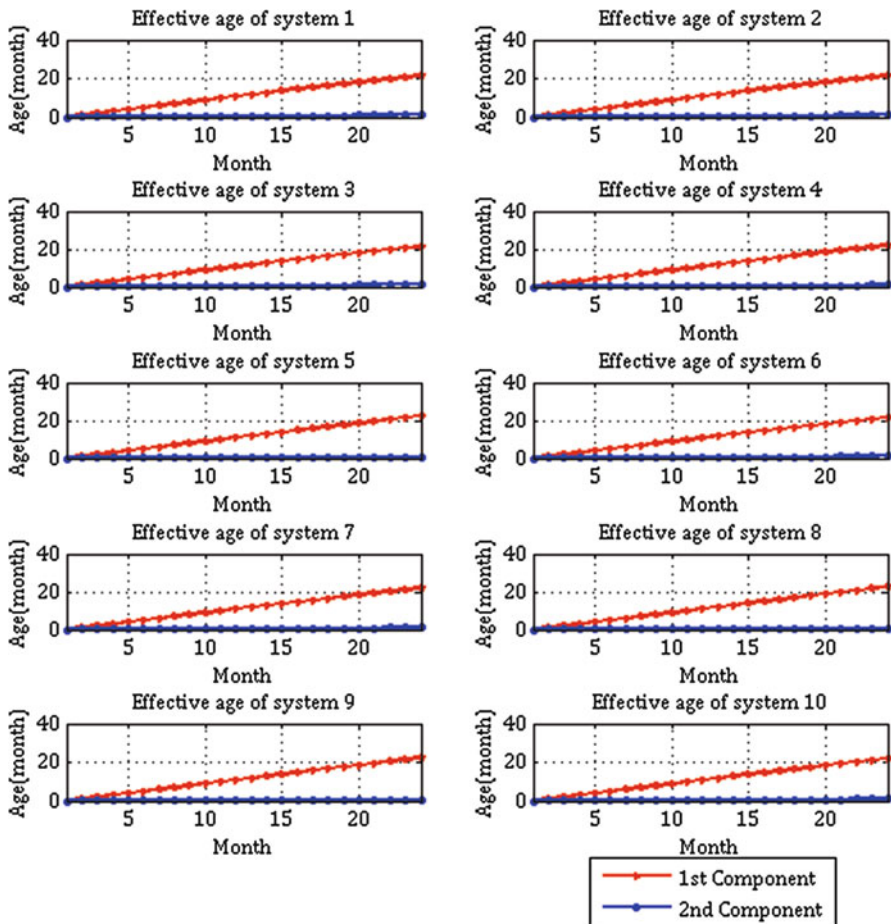 Effective age of system 1
Age(month)
40
20
0
5 10 15 20
Month
Effective age of system 2
Age(month)
40
20
0
5 10 15 20
Month
Effective age of system 3
Age(month)
40
20
0
5 10 15 20
Month
Effective age of system 4
Age(month)
40
20
0
5 10 15 20
Month
Effective age of system 5
Age(month)
40
20
0
5 10 15 20
Month
Effective age of system 6
Age(month)
40
20
0
5 10 15 20
Month
Effective age of system 7
Age(month)
40
20
0
5 10 15 20
Month
Effective age of system 8
Age(month)
40
20
0
5 10 15 20
Month
Effective age of system 9
Age(month)
40
20
0
5 10 15 20
Month
Effective age of system 10
Age(month)
40
20
0
5 10 15 20
Month
1st Component
2nd Component